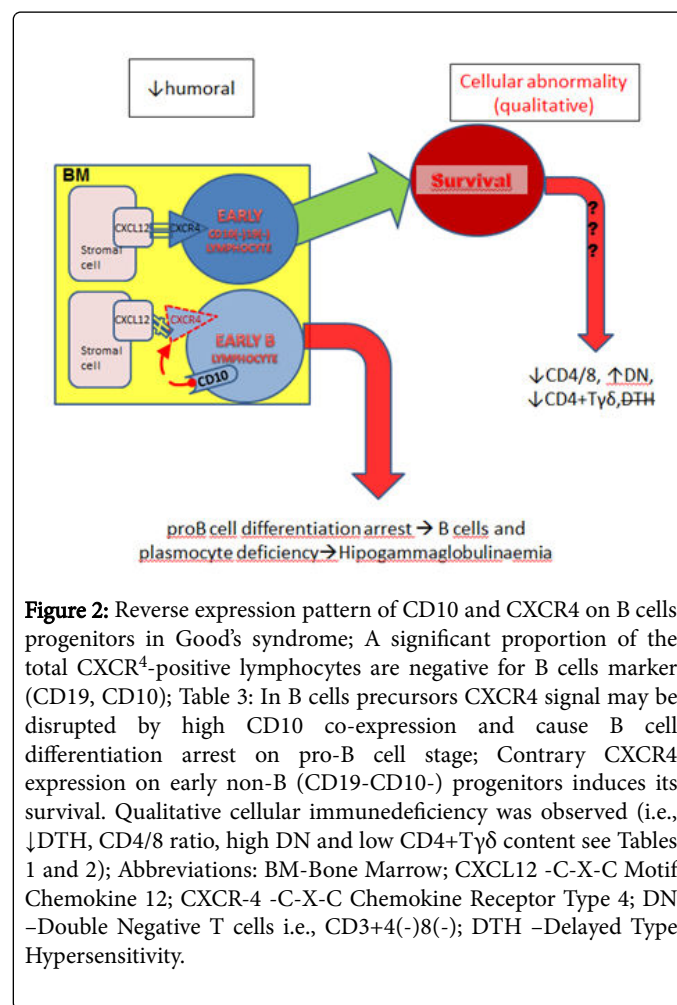 ↓humoral
Cellular abnormality
(qualitative)
BM
Stromal
cell
CXCL12
CXCR4
EARLY
CD10(-)19(-)
LYMPHOCYTE
Survival
?
?
?
Stromal
cell
CXCL12
CXCR4
EARLY B
LYMPHOCYTE
CD10
↓CD4/8, ↑DN,
↓CD4+Tγδ,DTH
proB cell differentiation arrest → B cells and
plasmocyte deficiency→Hipogammaglobulinaemia
Figure 2: Reverse expression pattern of CD10 and CXCR4 on B cells
progenitors in Good's syndrome; A significant proportion of the
total CXCR⁴-positive lymphocytes are negative for B cells marker
(CD19, CD10); Table 3: In B cells precursors CXCR4 signal may be
disrupted by high CD10 co-expression and cause B cell
differentiation arrest on pro-B cell stage; Contrary CXCR4
expression on early non-B (CD19-CD10-) progenitors induces its
survival. Qualitative cellular immunedeficiency was observed (i.e.,
↓DTH, CD4/8 ratio, high DN and low CD4+Tγδ content see Tables
1 and 2); Abbreviations: BM-Bone Marrow; CXCL12 -C-X-C Motif
Chemokine 12; CXCR-4 -C-X-C Chemokine Receptor Type 4; DN
–Double Negative T cells i.e., CD3+4(-)8(-); DTH –Delayed Type
Hypersensitivity.